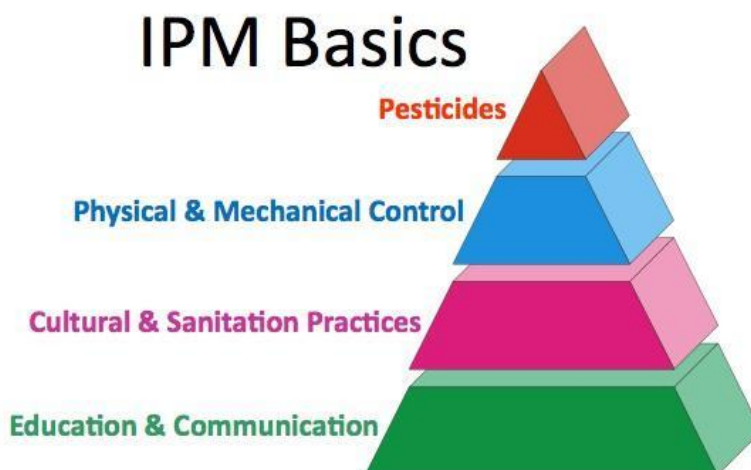 IPM Basics
Pesticides
Physical & Mechanical Control
Cultural & Sanitation Practices
Education & Communication